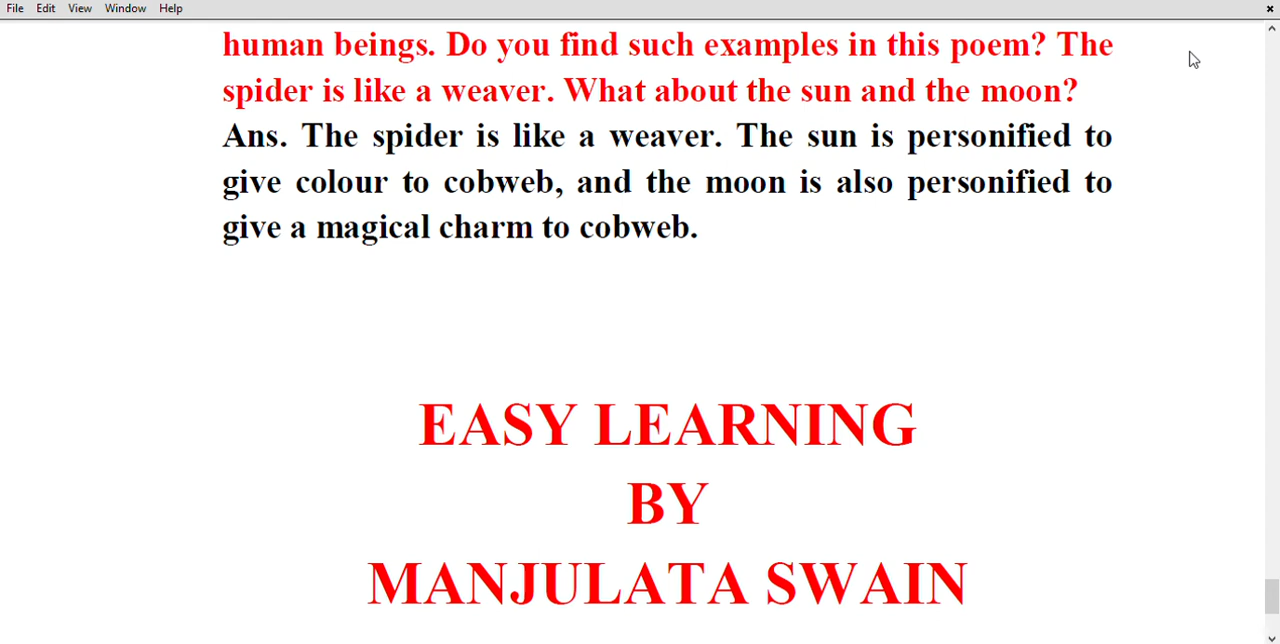 File Edit View Window Help
human beings. Do you find such examples in this poem? The
spider is like a weaver. What about the sun and the moon?
Ans. The spider is like a weaver. The sun is personified to
give colour to cobweb, and the moon is also personified to
give a magical charm to cobweb.
EASY LEARNING
BY
MANJULATA SWAIN